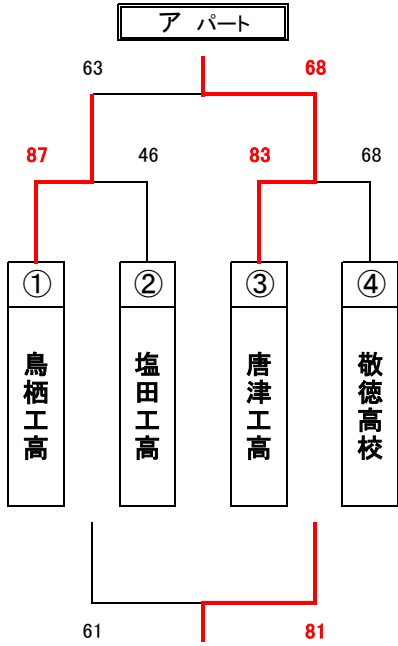 ア パート
63 68
87 46 83 68
① ② ③ ④
鳥栖工高
塩田工高
唐津工高
敬徳高校
61 81